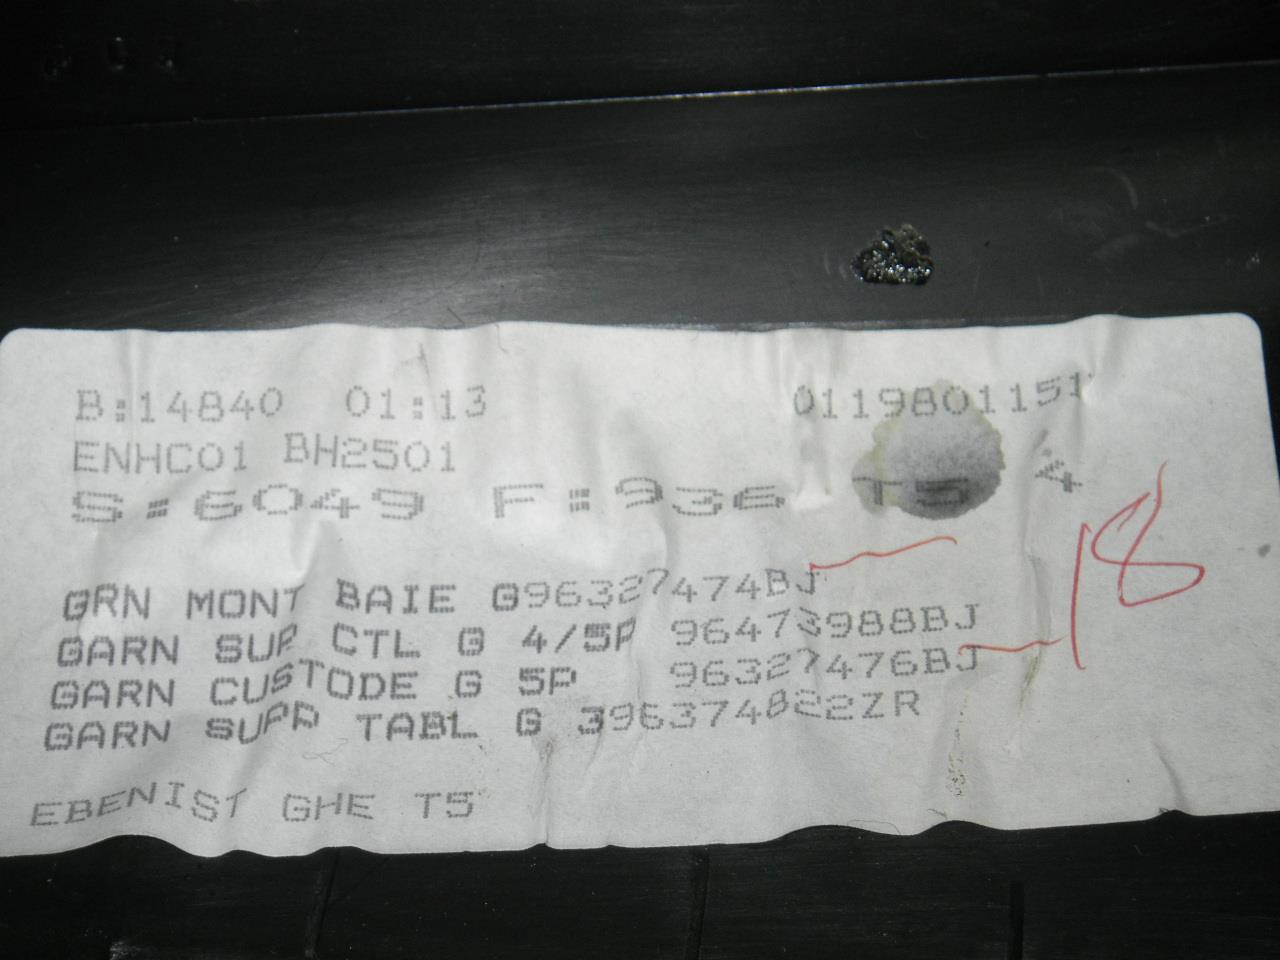 B:14840 01:13 0119801151
ENHC01 BH2501
S:6049 F:936 T5 4
18
GRN MONT BAIE G96327474BJ
GARN SUP CTL G 4/5P 96473988BJ
GARN CUSTODE G 5P 96327476BJ
GARN SUPP TABL G 396374822ZR
EBENIST GHE T5